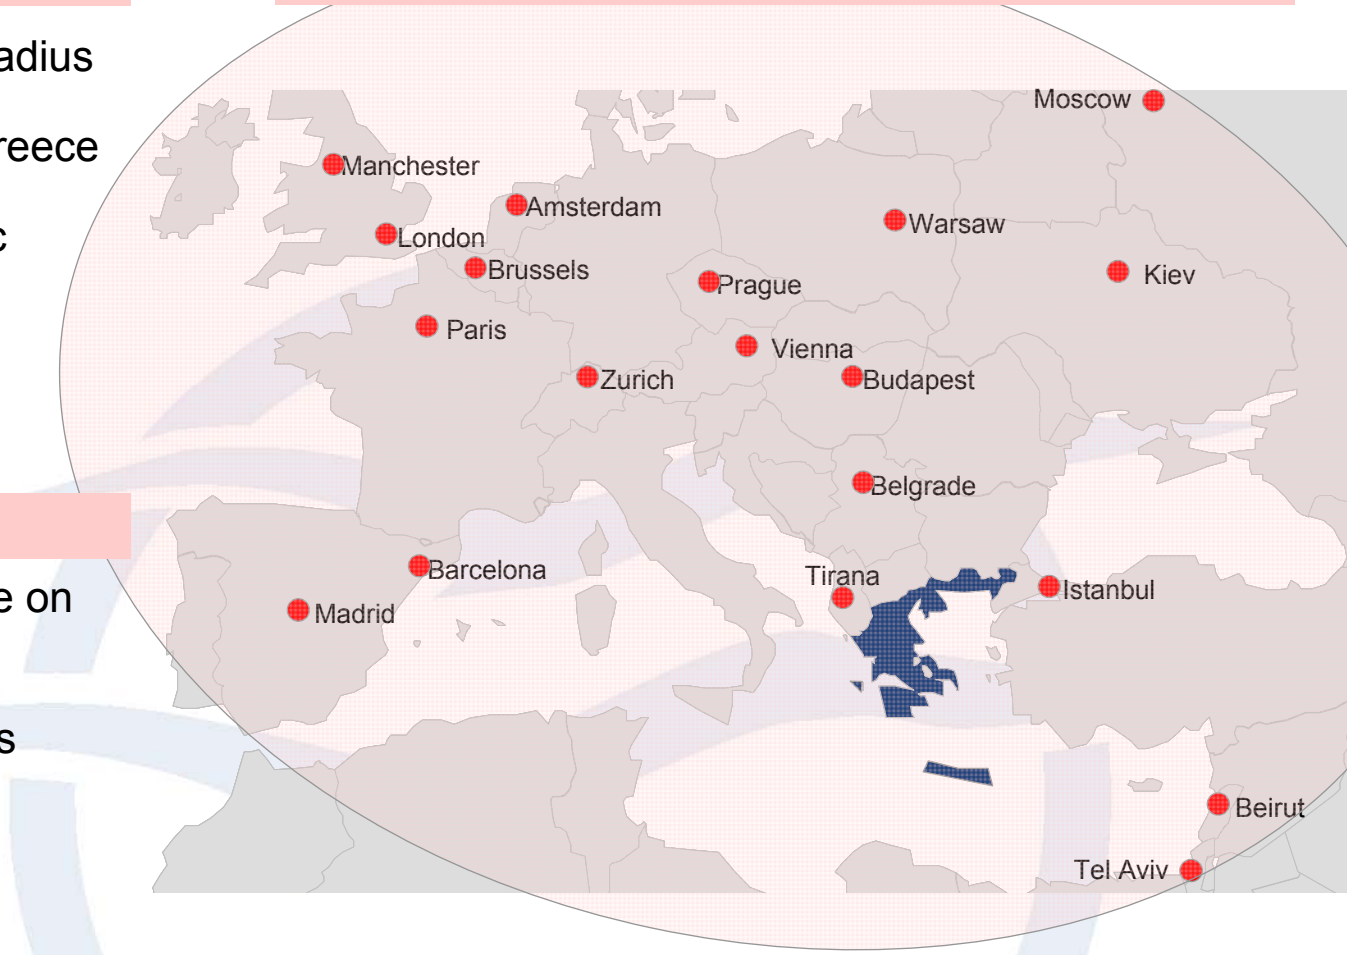 adius
reece
c
e on
s
Moscow
Manchester
Amsterdam
Warsaw
London
Brussels
Kiev
Prague
Paris
Vienna
Zurich
Budapest
Belgrade
Barcelona
Tirana
Istanbul
Madrid
Beirut
Tel Aviv